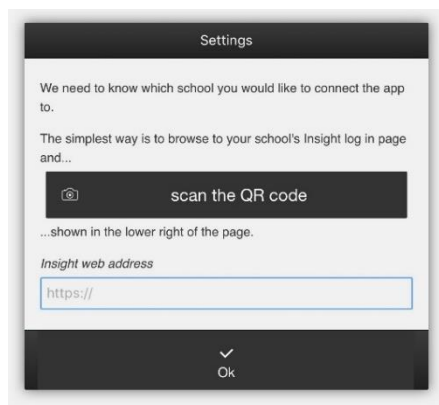 Settings
We need to know which school you would like to connect the app
to.
The simplest way is to browse to your school's Insight log in page
and...
scan the QR code
...shown in the lower right of the page.
Insight web address
https://
Ok